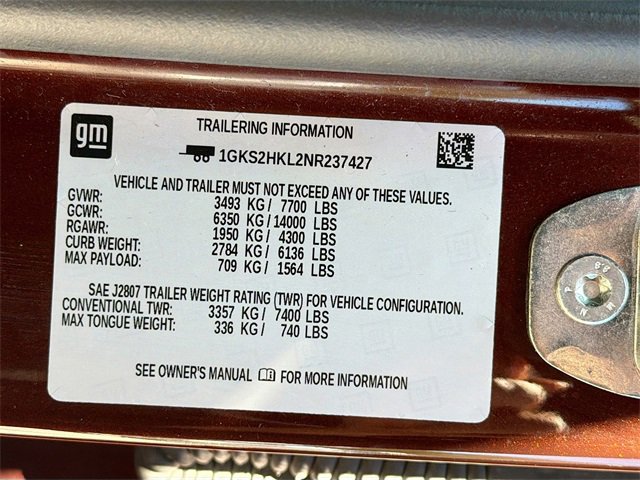 gm
TRAILERING INFORMATION
1GKS2HKL2NR237427
VEHICLE AND TRAILER MUST NOT EXCEED ANY OF THESE VALUES.
GVWR: 3493 KG / 7700 LBS
GCWR: 6350 KG / 14000 LBS
RGAWR: 1950 KG / 4300 LBS
CURB WEIGHT: 2784 KG / 6136 LBS
MAX PAYLOAD: 709 KG / 1564 LBS
SAE J2807 TRAILER WEIGHT RATING (TWR) FOR VEHICLE CONFIGURATION.
CONVENTIONAL TWR: 3357 KG / 7400 LBS
MAX TONGUE WEIGHT: 336 KG / 740 LBS
SEE OWNER'S MANUAL FOR MORE INFORMATION